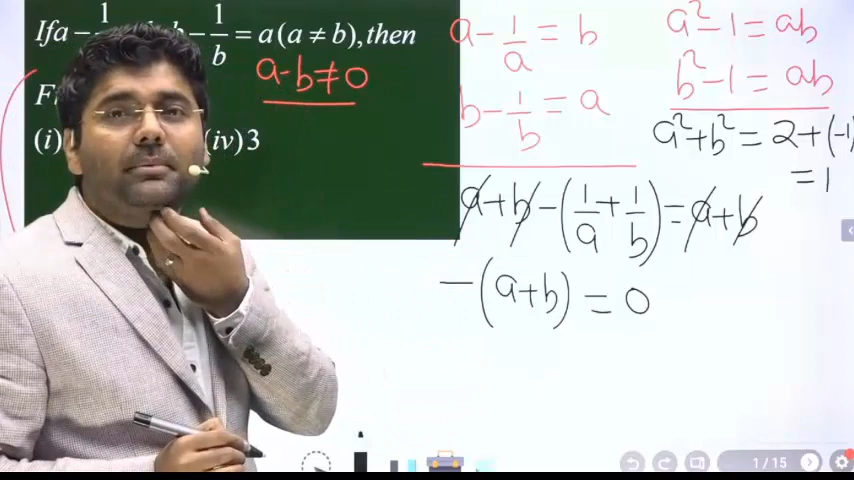 Ifa - 1/ b - 1/b = a(a ≠ b), then
a-b≠0
F
(i) (iv) 3
a - 1/a = b
b - 1/b = a
a² - 1 = ab
b² - 1 = ab
a² + b² = 2 + (-1)
= 1
a + b - (1/a + 1/b) = a + b
-(a+b) = 0
1 / 15